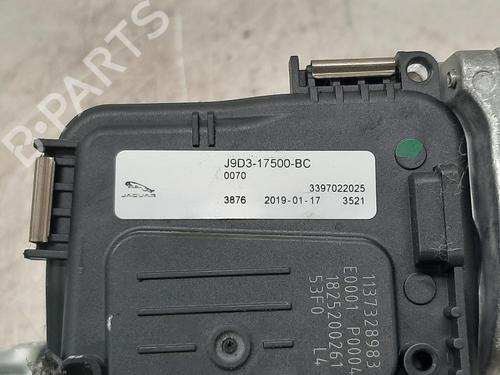 B-PARTS
J9D3-17500-BC
0070
3397022025
JAGUAR
3876 2019-01-17 3521
1137328983
E0001 P0004
1825200261
53F0 L4